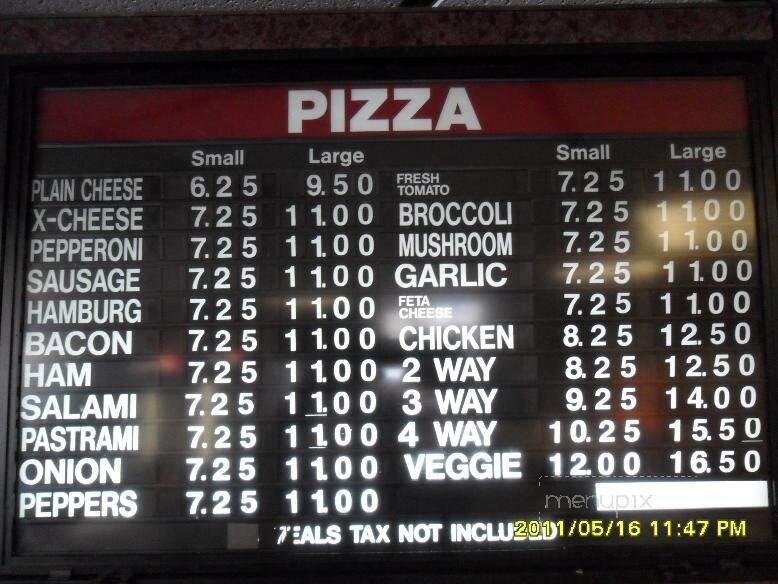 PIZZA
Small Large Small Large
PLAIN CHEESE 6.25 9.50
X-CHEESE 7.25 11.00
PEPPERONI 7.25 11.00
SAUSAGE 7.25 11.00
HAMBURG 7.25 11.00
BACON 7.25 11.00
HAM 7.25 11.00
SALAMI 7.25 11.00
PASTRAMI 7.25 11.00
ONION 7.25 11.00
PEPPERS 7.25 11.00
FRESH
TOMATO 7.25 11.00
BROCCOLI 7.25 11.00
MUSHROOM 7.25 11.00
GARLIC 7.25 11.00
FETA
CHEESE 7.25 11.00
CHICKEN 8.25 12.50
2 WAY 8.25 12.50
3 WAY 9.25 14.00
4 WAY 10.25 15.50
VEGGIE 12.00 16.50
menupix
TAX NOT INCLUDED
2011/05/16 11:47 PM